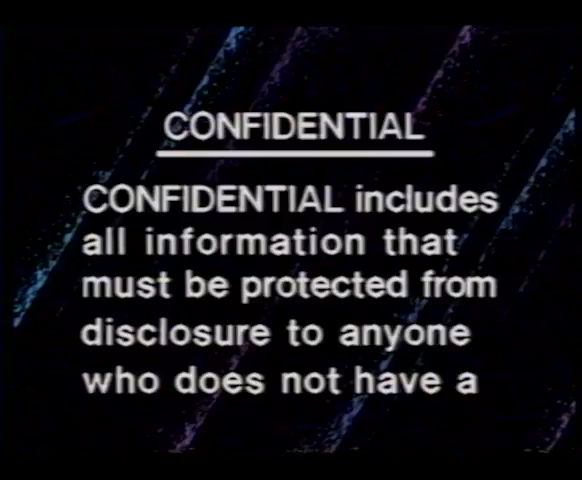 CONFIDENTIAL
CONFIDENTIAL includes
all information that
must be protected from
disclosure to anyone
who does not have a